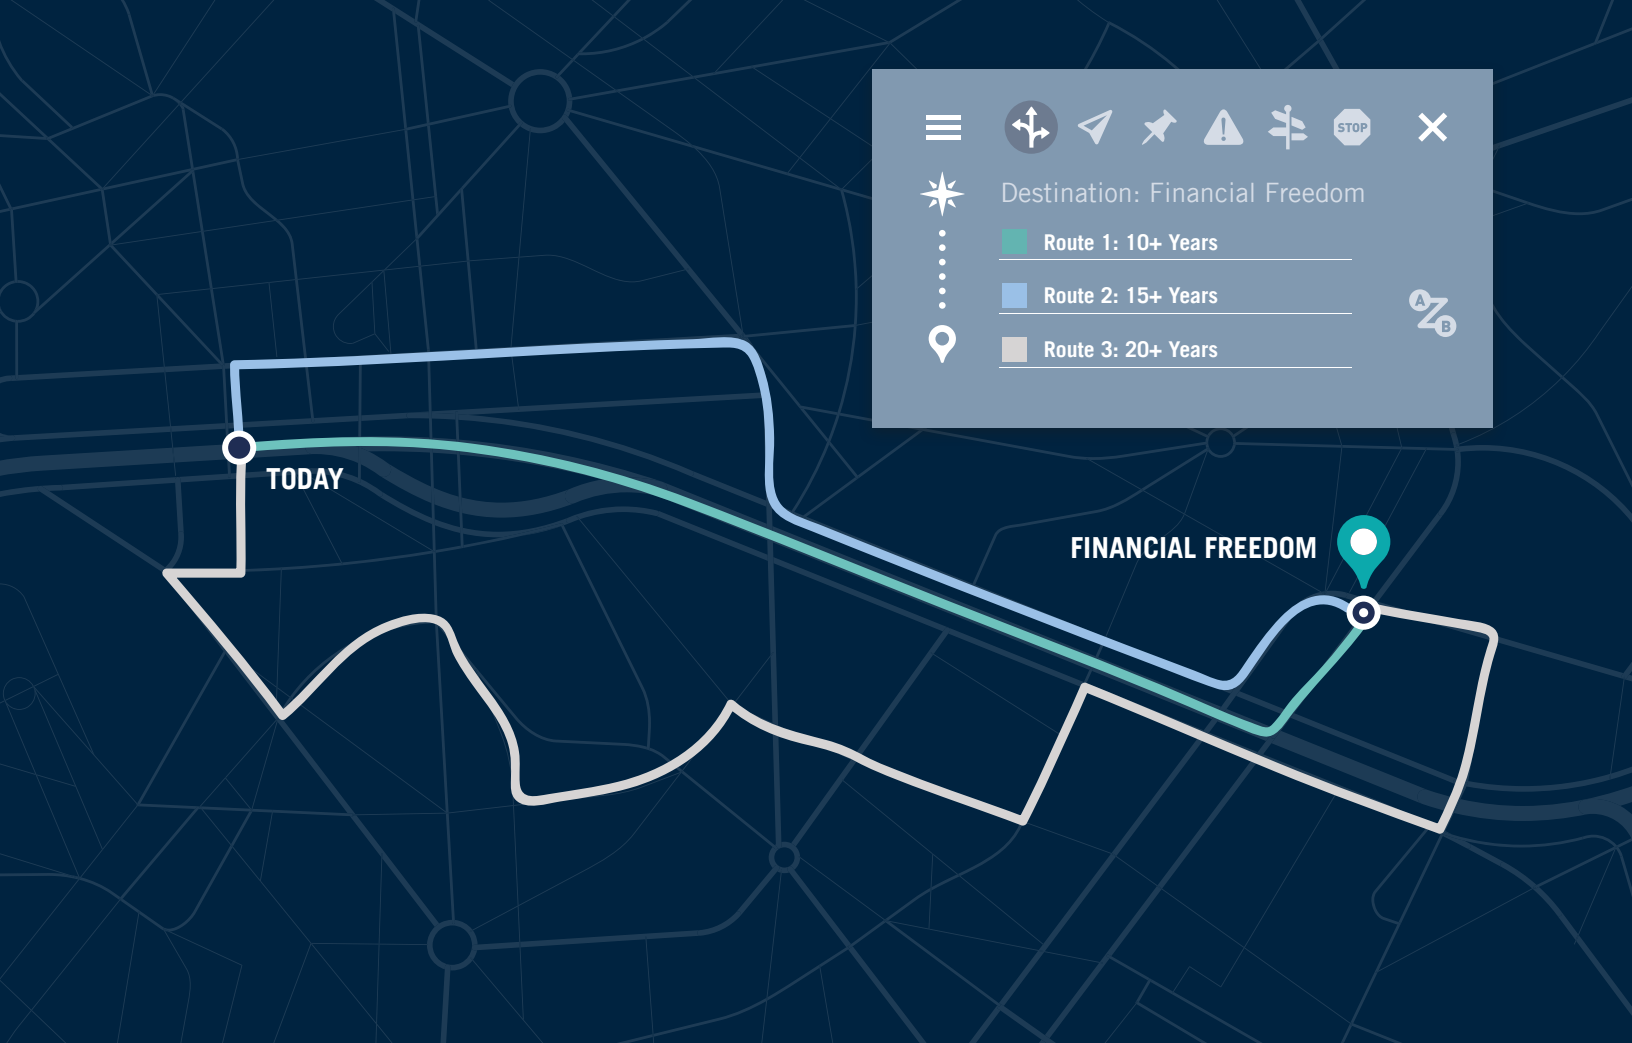 STOP
Destination: Financial Freedom
Route 1: 10+ Years
Route 2: 15+ Years
A
B
Route 3: 20+ Years
TODAY
FINANCIAL FREEDOM